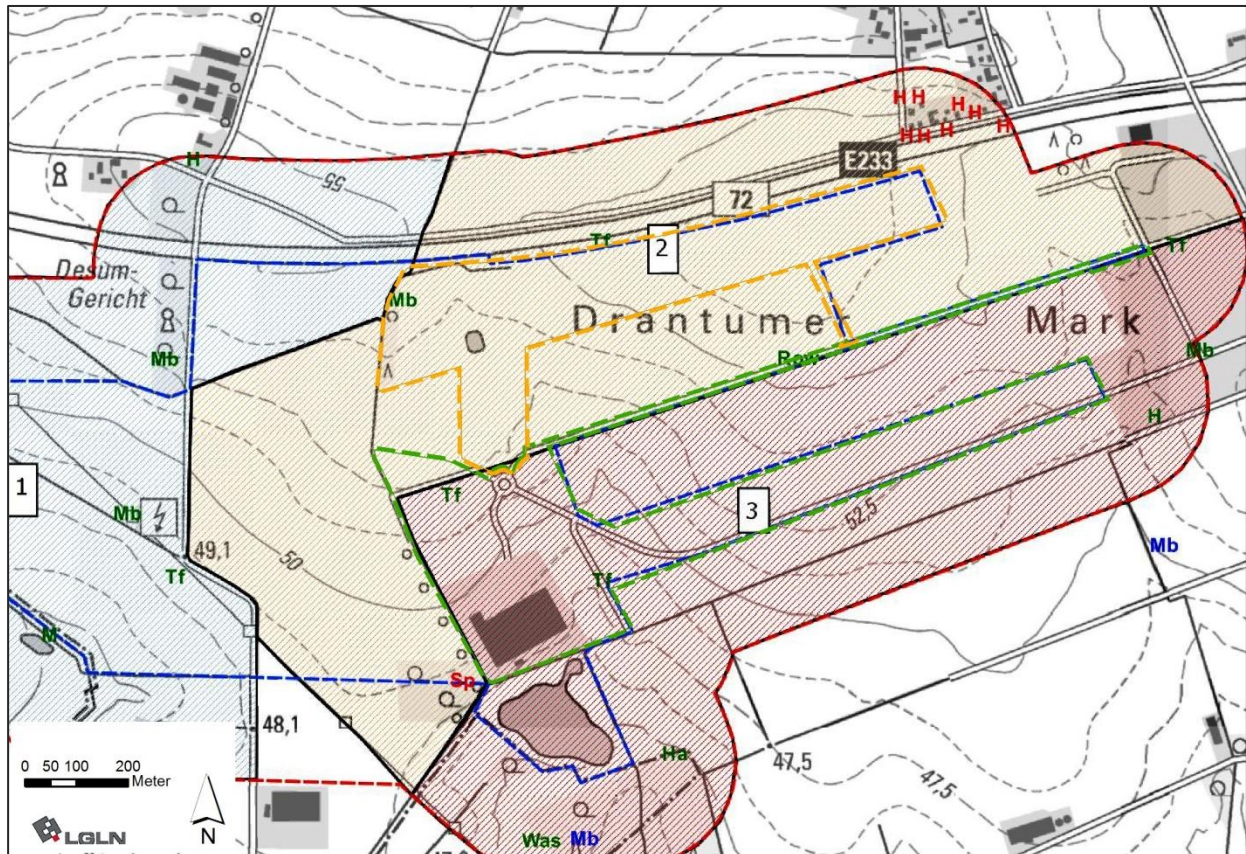 H H
H
H
H H H H
E233
H
55
72
2
Tf
Tf
Desum-
Gericht
Mb
Drantumer Mark
Mb
Row
Mb
H
1
Tf
3
52,5
Mb
49,1
Mb
50
Tf
Tf
M
Sp
48,1
Ha
47,5
47,5
0 50 100 200
Meter
N
LGLN
Was Mb